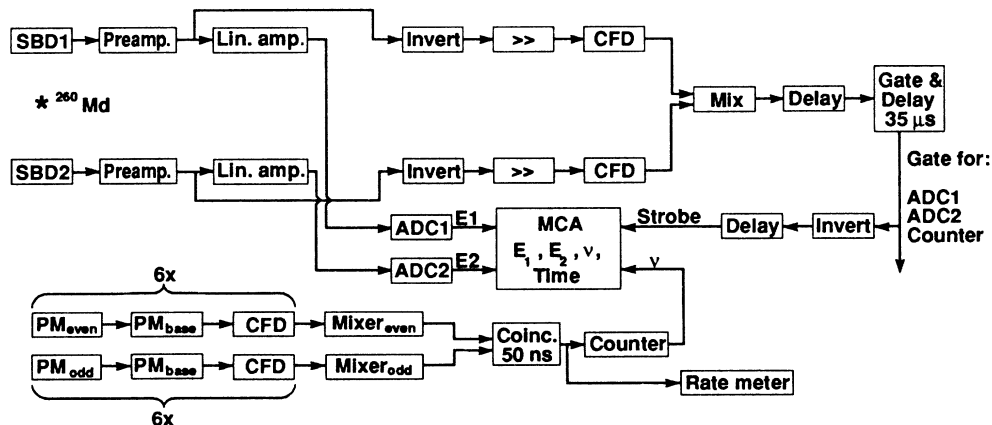 SBD1 Preamp. Lin. amp. Invert >> CFD
* ²⁶⁰Md
Mix Delay Gate & Delay 35 μs
SBD2 Preamp. Lin. amp. Invert >> CFD
Gate for:
ADC1
ADC2
Counter
ADC1 E1
ADC2 E2
MCA
E₁, E₂, ν,
Time
Strobe Delay Invert
ν
6x
PMeven PMbase CFD Mixereven
PModd PMbase CFD Mixerodd
6x
Coinc.
50 ns
Counter
Rate meter